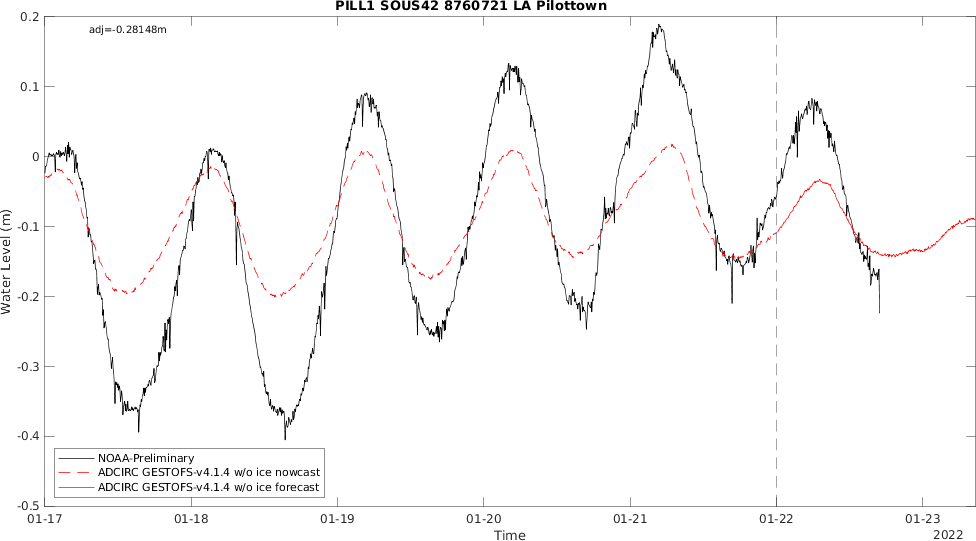 PILL1 SOUS42 8760721 LA Pilottown
adj=-0.28148m
0.2
0.1
0
-0.1
-0.2
-0.3
-0.4
-0.5
Water Level (m)
NOAA-Preliminary
ADCIRC GESTOFS-v4.1.4 w/o ice nowcast
ADCIRC GESTOFS-v4.1.4 w/o ice forecast
01-17 01-18 01-19 01-20 01-21 01-22 01-23
Time
2022